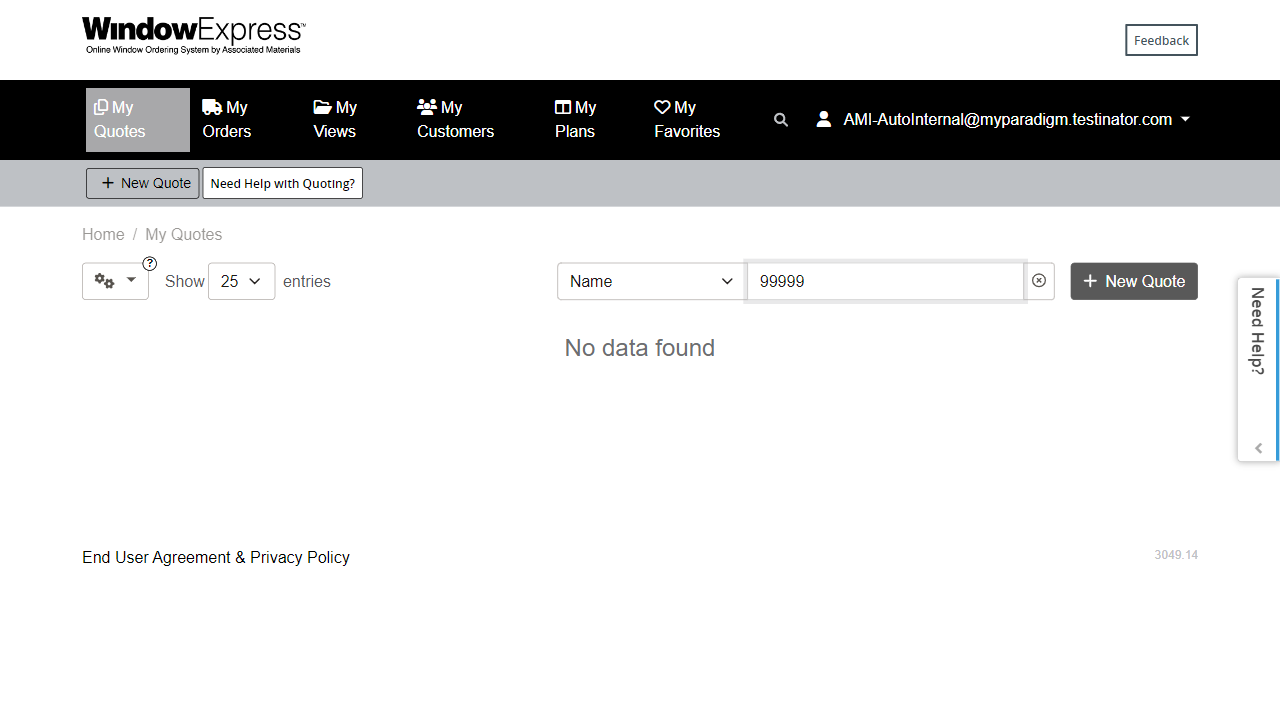 WindowExpress™
Online Window Ordering System by Associated Materials
Feedback
My Quotes
My Orders
My Views
My Customers
My Plans
My Favorites
AMI-AutoInternal@myparadigm.testinator.com
New Quote
Need Help with Quoting?
Home / My Quotes
?
Show 25 entries
Name
99999
New Quote
Need Help?
No data found
End User Agreement & Privacy Policy
3049.14